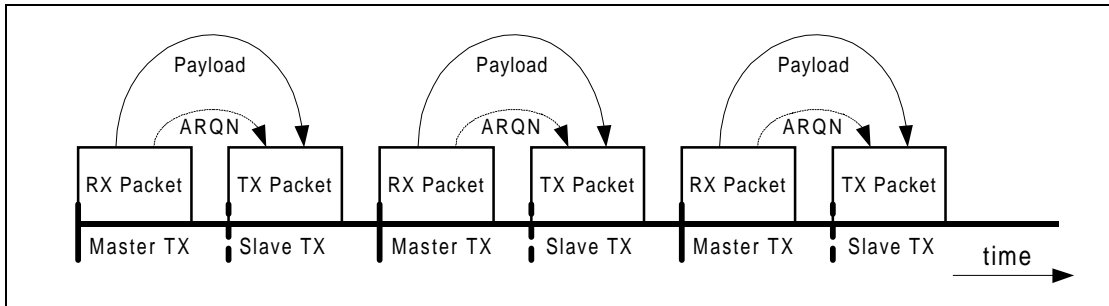 Payload Payload Payload
ARQN ARQN ARQN
RX Packet TX Packet RX Packet TX Packet RX Packet TX Packet
Master TX Slave TX Master TX Slave TX Master TX Slave TX
time